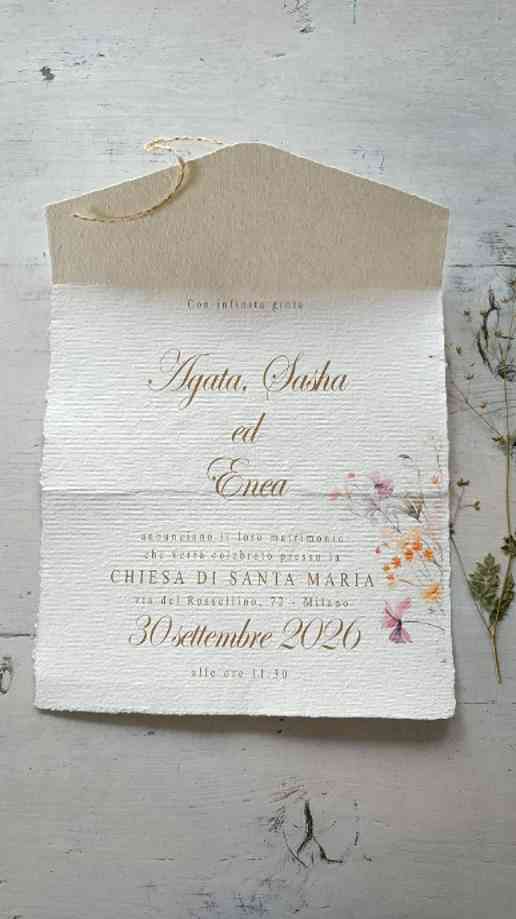 Con infinita gioia
Agata, Sasha
ed
Enea
annunciano il loro matrimonio
che verrà celebrato presso la
CHIESA DI SANTA MARIA
via del Rossellino, 72 - Milano
30 settembre 2026
alle ore 11:30